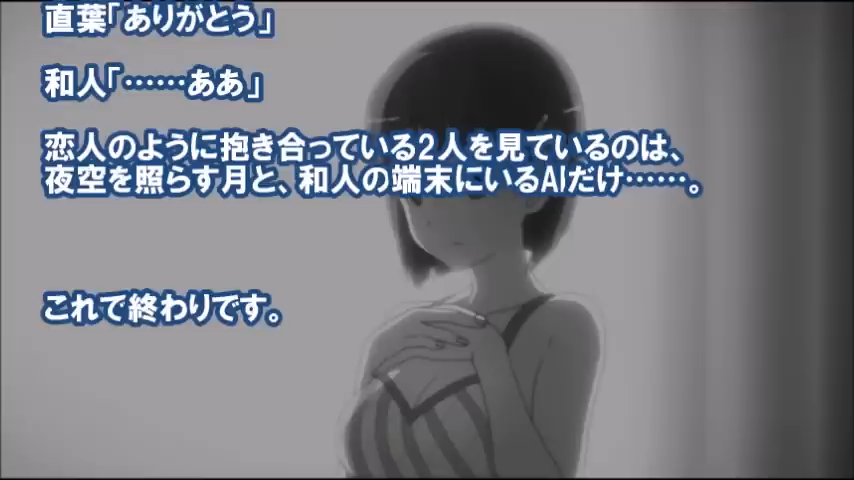 直葉「ありがとう」
和人「……ああ」
恋人のように抱き合っている2人を見ているのは、
夜空を照らす月と、和人の端末にいるAIだけ……。
これで終わりです。